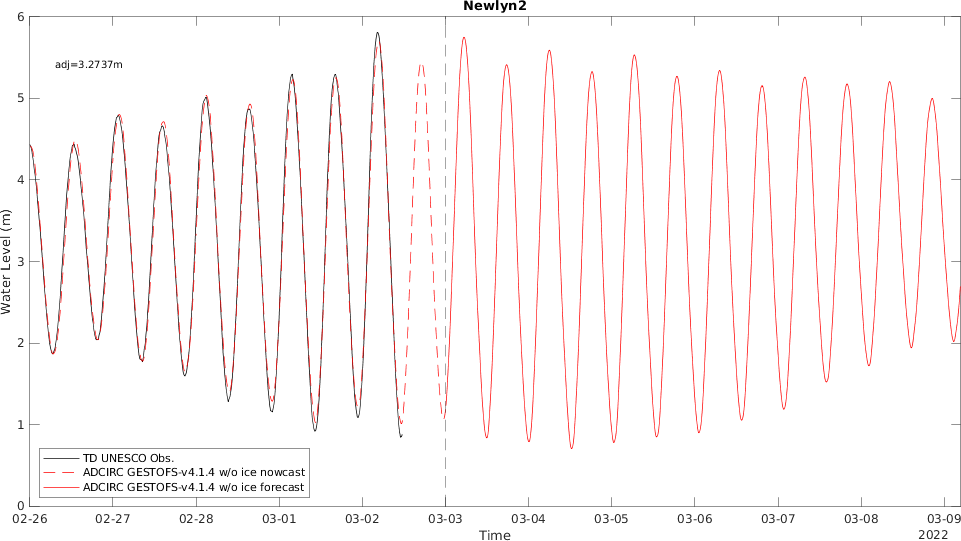 Newlyn2
adj=3.2737m
Water Level (m)
6
5
4
3
2
1
0
TD UNESCO Obs.
ADCIRC GESTOFS-v4.1.4 w/o ice nowcast
ADCIRC GESTOFS-v4.1.4 w/o ice forecast
02-26 02-27 02-28 03-01 03-02 03-03 03-04 03-05 03-06 03-07 03-08 03-09
Time
2022